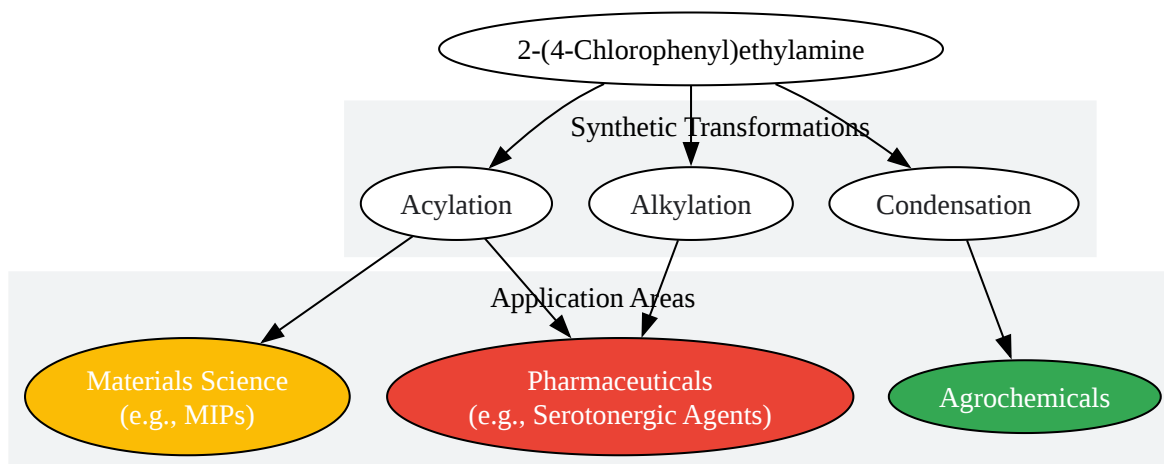 2-(4-Chlorophenyl)ethylamine
Synthetic Transformations
Acylation
Alkylation
Condensation
Application Areas
Materials Science
(e.g., MIPs)
Pharmaceuticals
(e.g., Serotonergic Agents)
Agrochemicals